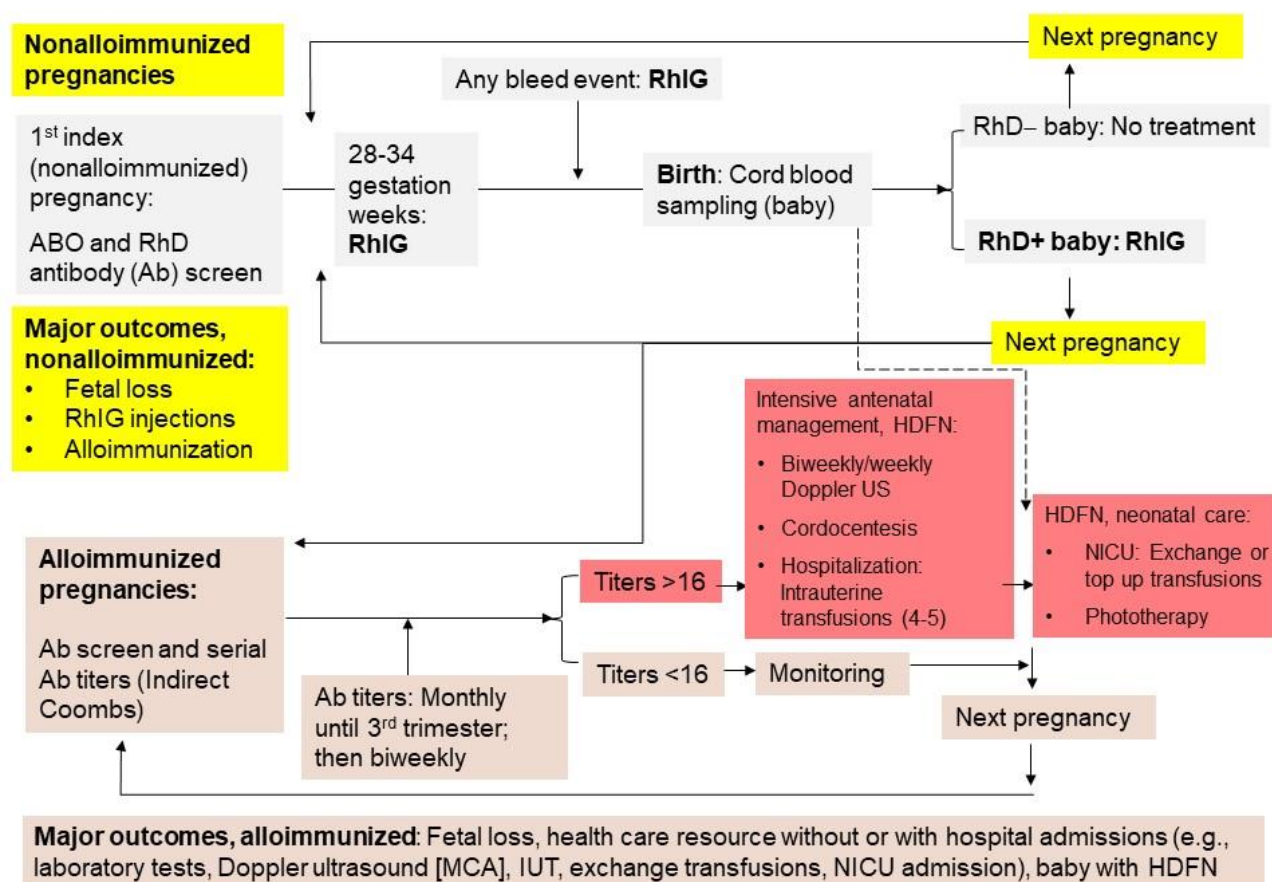 Nonalloimmunized
pregnancies
1st index
(nonalloimmunized)
pregnancy:
ABO and RhD
antibody (Ab) screen
28-34
gestation
weeks:
RhIG
Any bleed event: RhIG
Birth: Cord blood
sampling (baby)
Next pregnancy
RhD– baby: No treatment
RhD+ baby: RhIG
Next pregnancy
Major outcomes,
nonalloimmunized:
• Fetal loss
• RhIG injections
• Alloimmunization
Alloimmunized
pregnancies:
Ab screen and serial
Ab titers (Indirect
Coombs)
Ab titers: Monthly
until 3rd trimester;
then biweekly
Titers >16
Titers <16
Monitoring
Intensive antenatal
management, HDFN:
• Biweekly/weekly
Doppler US
• Cordocentesis
• Hospitalization:
Intrauterine
transfusions (4-5)
HDFN, neonatal care:
• NICU: Exchange or
top up transfusions
• Phototherapy
Next pregnancy
Major outcomes, alloimmunized: Fetal loss, health care resource without or with hospital admissions (e.g.,
laboratory tests, Doppler ultrasound [MCA], IUT, exchange transfusions, NICU admission), baby with HDFN